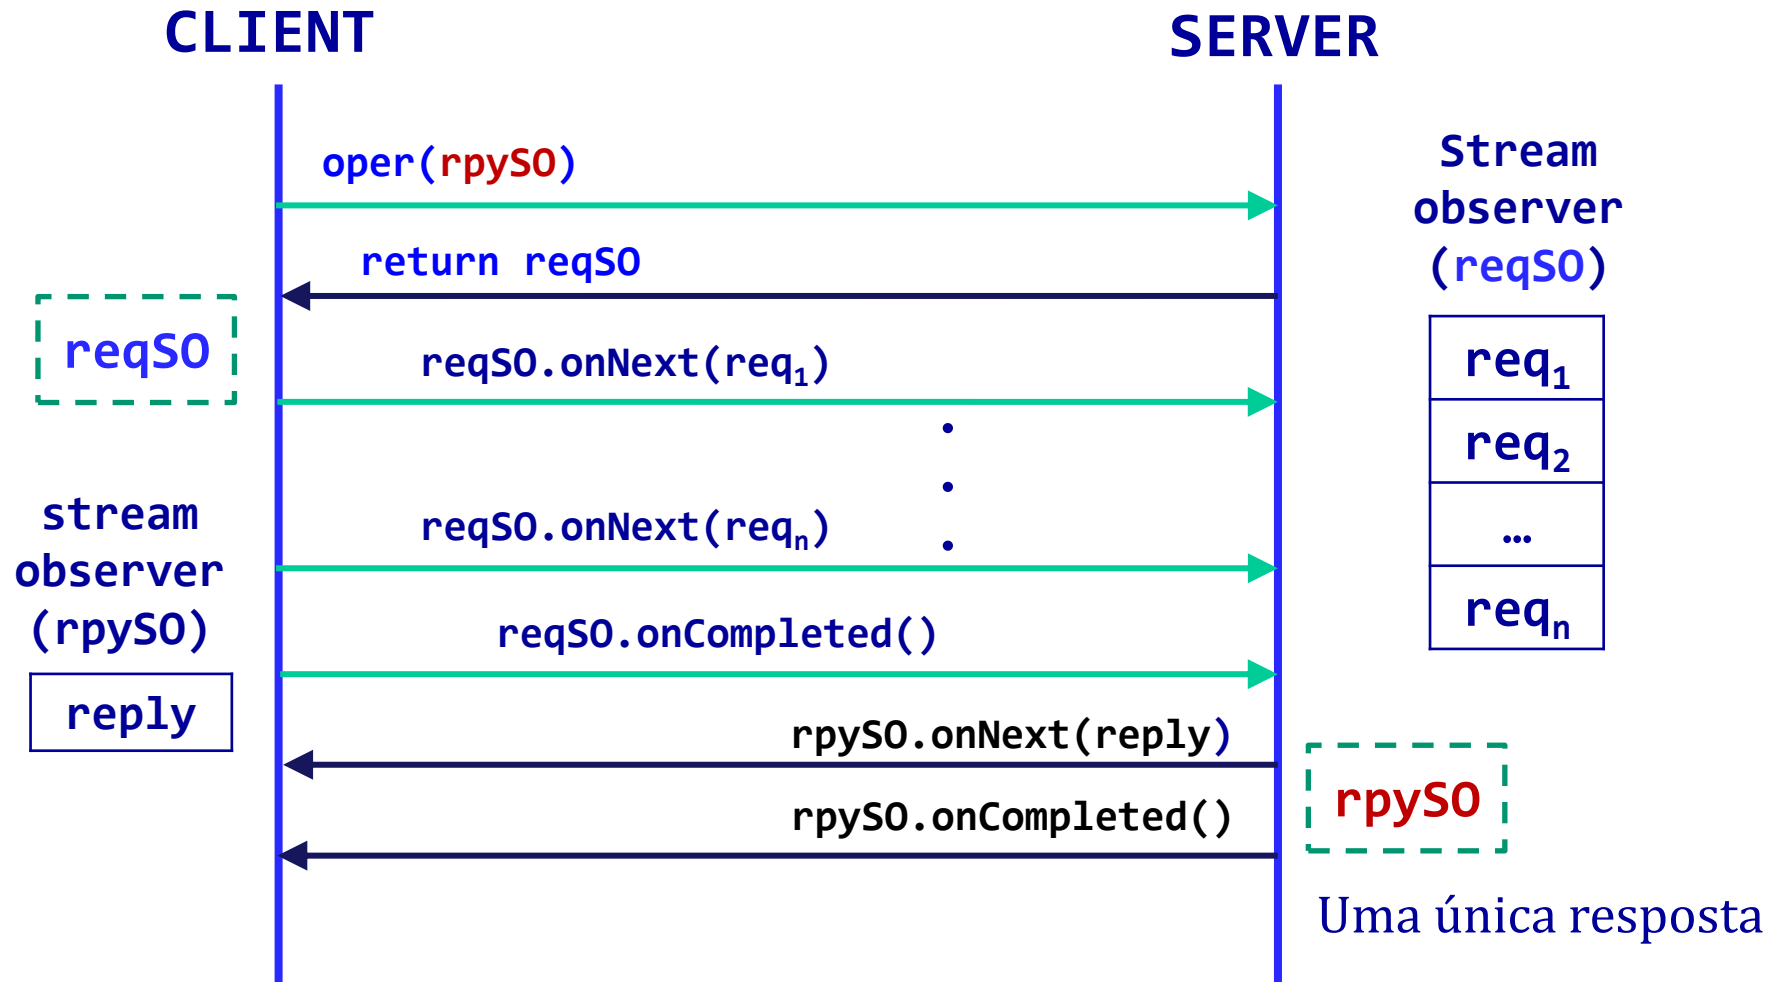 CLIENT
SERVER
oper(rpySO)
return reqSO
reqSO
reqSO.onNext(req₁)
.
.
.
reqSO.onNext(reqₙ)
reqSO.onCompleted()
rpySO.onNext(reply)
rpySO.onCompleted()
stream
observer
(rpySO)
reply
Stream
observer
(reqSO)
req₁
req₂
…
reqₙ
rpySO
Uma única resposta